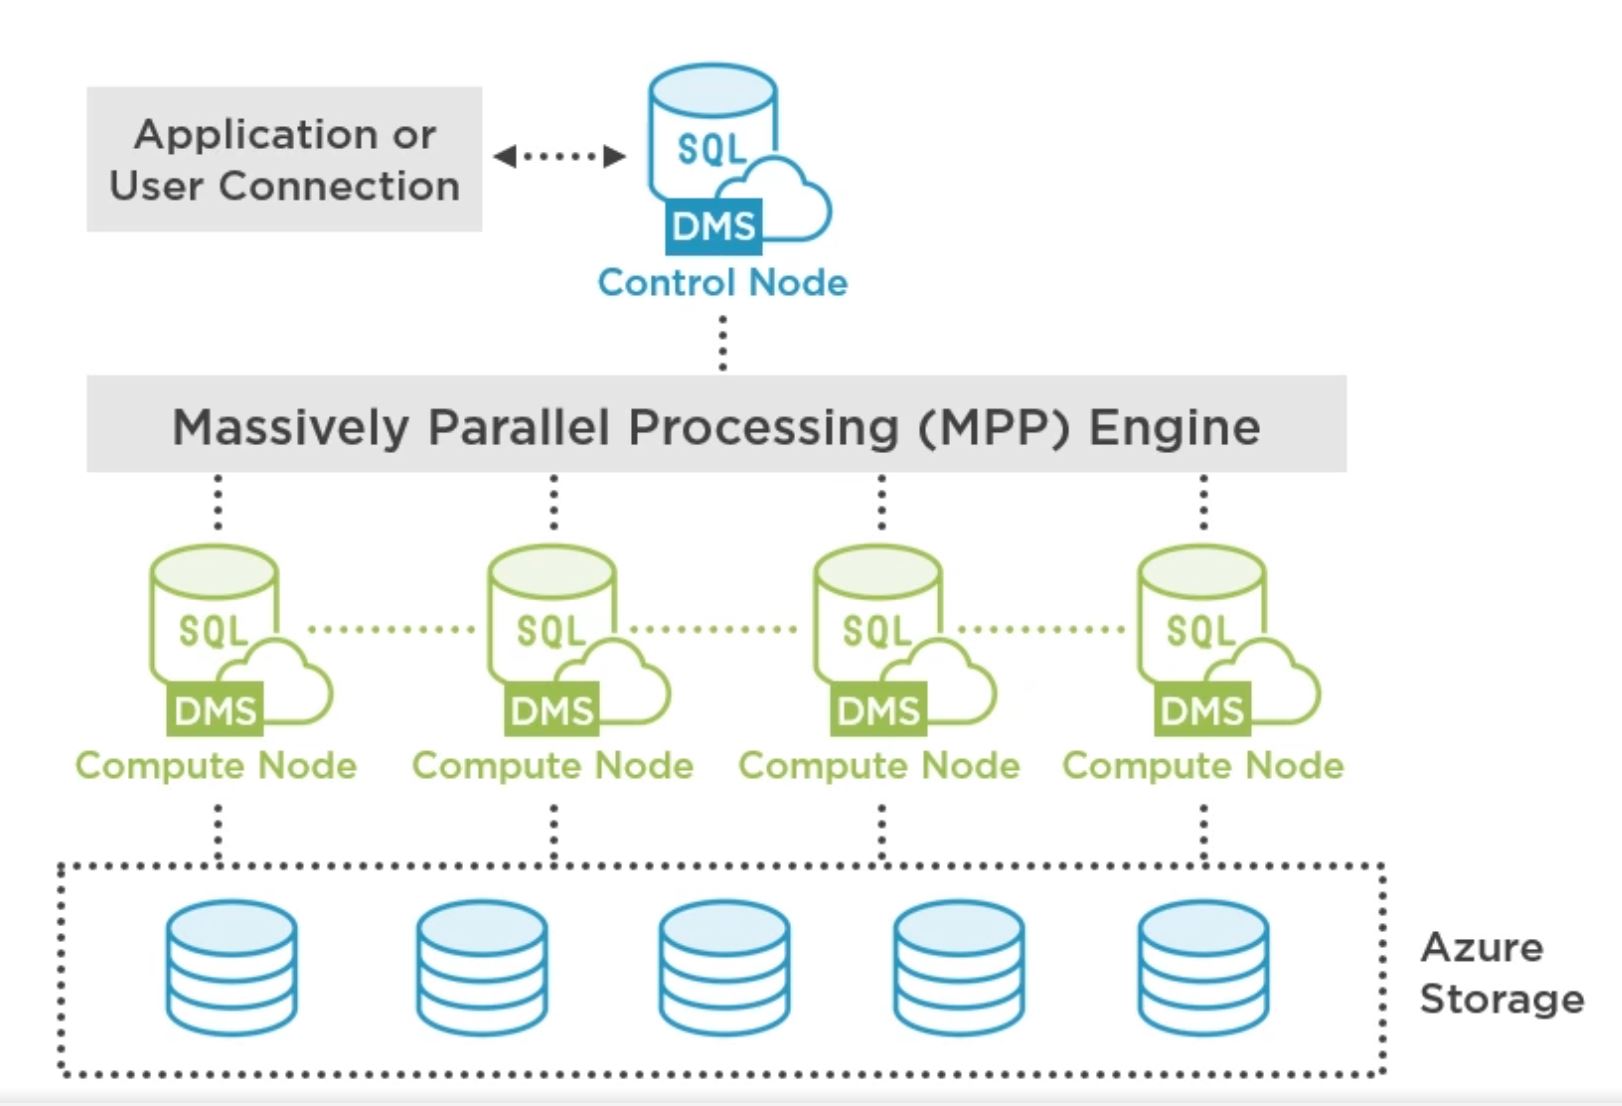 Application or
User Connection
SQL
DMS
Control Node
Massively Parallel Processing (MPP) Engine
SQL
DMS
Compute Node
SQL
DMS
Compute Node
SQL
DMS
Compute Node
SQL
DMS
Compute Node
Azure
Storage